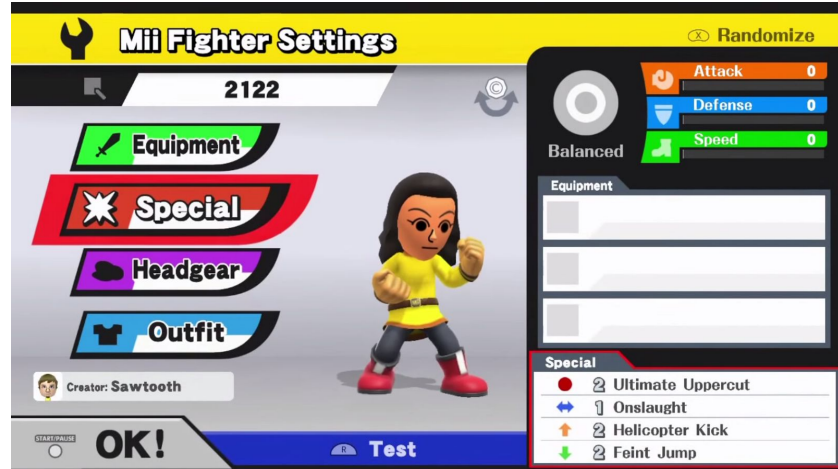 Mii Fighter Settings
X Randomize
2122
C
Attack 0
Defense 0
Speed 0
Balanced
Equipment
Special
Headgear
Outfit
Equipment
Creator: Sawtooth
Special
2 Ultimate Uppercut
1 Onslaught
2 Helicopter Kick
2 Feint Jump
START/PAUSE
OK!
R Test